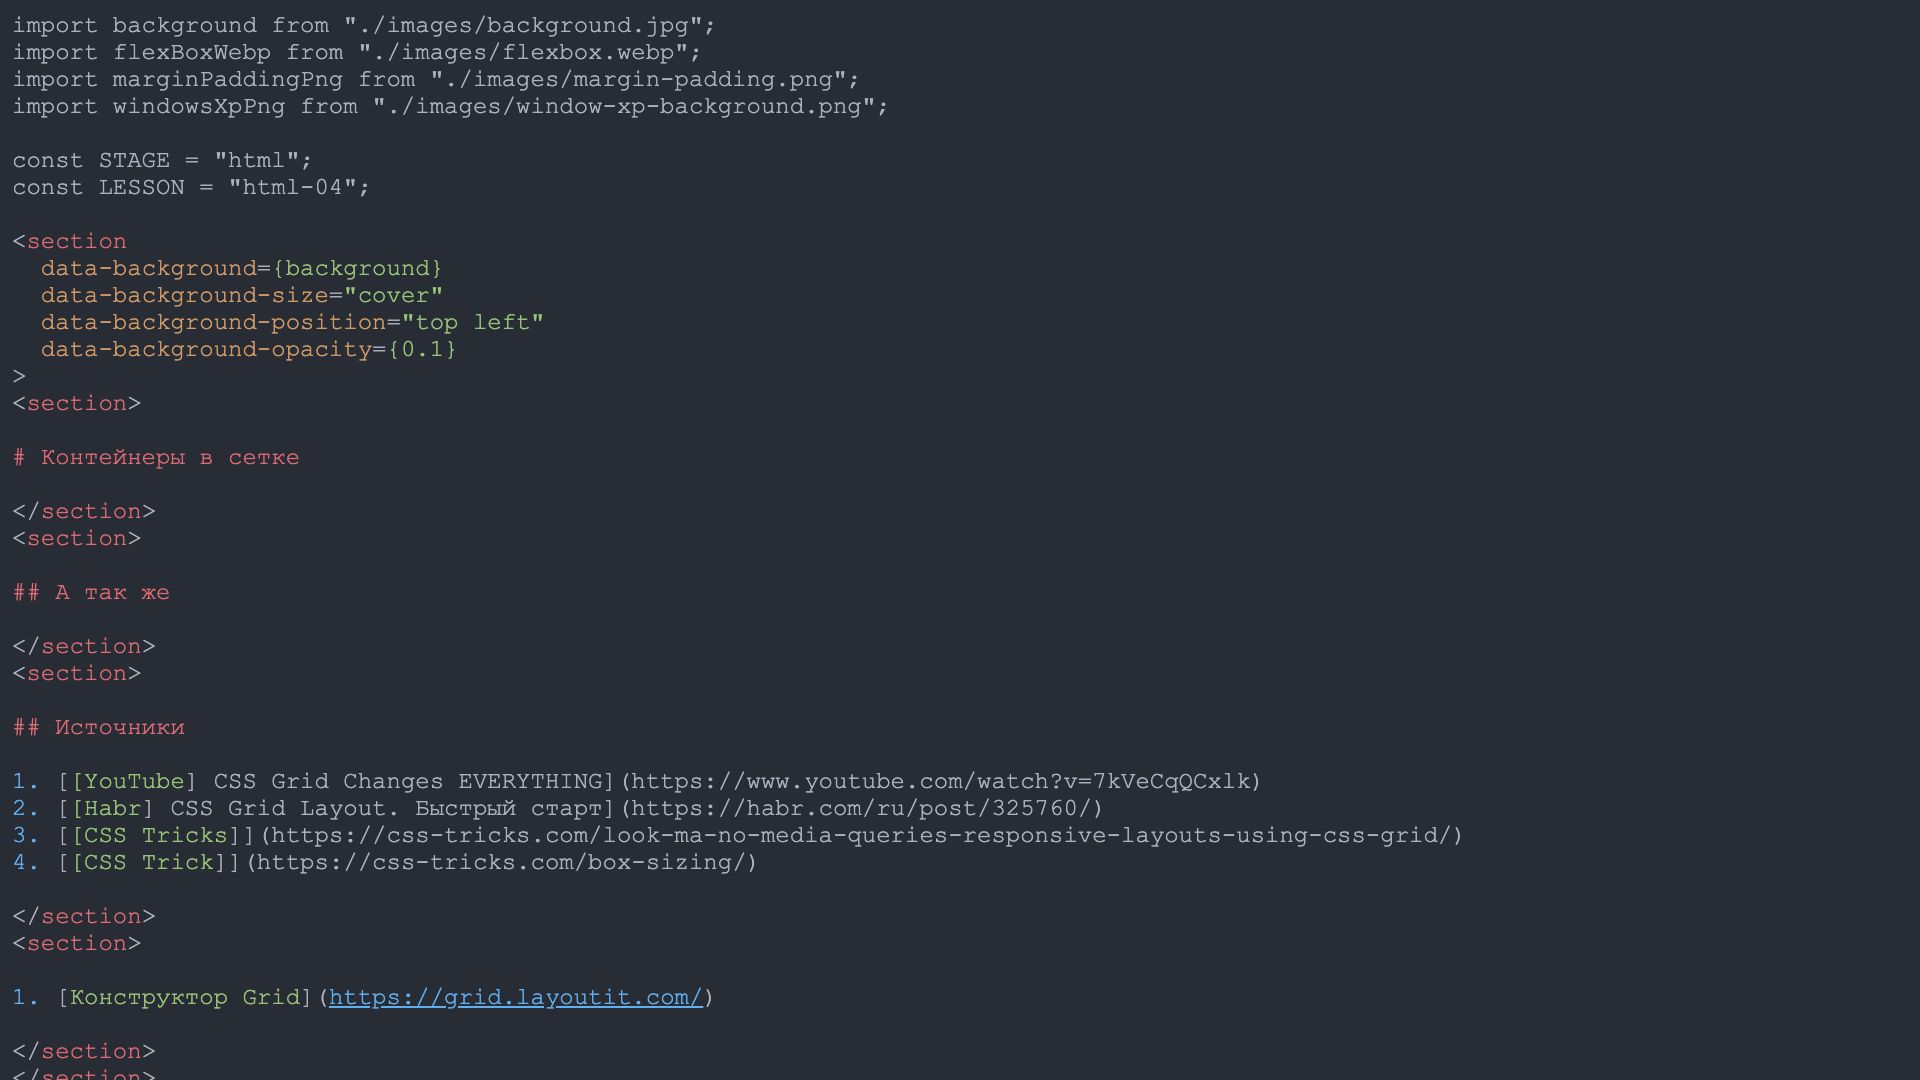 import background from "./images/background.jpg";
import flexBoxWebp from "./images/flexbox.webp";
import marginPaddingPng from "./images/margin-padding.png";
import windowsXpPng from "./images/window-xp-background.png";
const STAGE = "html";
const LESSON = "html-04";
<section
  data-background={background}
  data-background-size="cover"
  data-background-position="top left"
  data-background-opacity={0.1}
>
<section>
# Контейнеры в сетке
</section>
<section>
## А так же
</section>
<section>
## Источники
1. [[YouTube] CSS Grid Changes EVERYTHING](https://www.youtube.com/watch?v=7kVeCqQCxlk)
2. [[Habr] CSS Grid Layout. Быстрый старт](https://habr.com/ru/post/325760/)
3. [[CSS Tricks]](https://css-tricks.com/look-ma-no-media-queries-responsive-layouts-using-css-grid/)
4. [[CSS Trick]](https://css-tricks.com/box-sizing/)
</section>
<section>
1. [Конструктор Grid](https://grid.layoutit.com/)
</section>
</section>